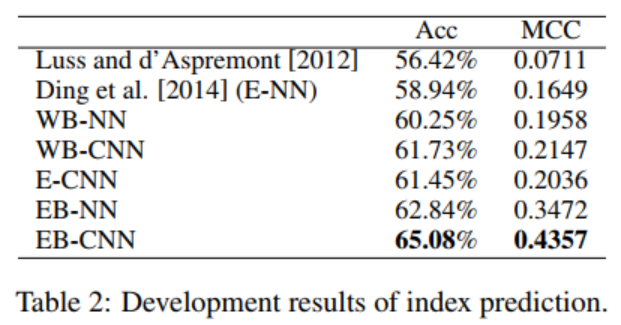 Acc MCC
Luss and d'Aspremont [2012] 56.42% 0.0711
Ding et al. [2014] (E-NN) 58.94% 0.1649
WB-NN 60.25% 0.1958
WB-CNN 61.73% 0.2147
E-CNN 61.45% 0.2036
EB-NN 62.84% 0.3472
EB-CNN 65.08% 0.4357
Table 2: Development results of index prediction.